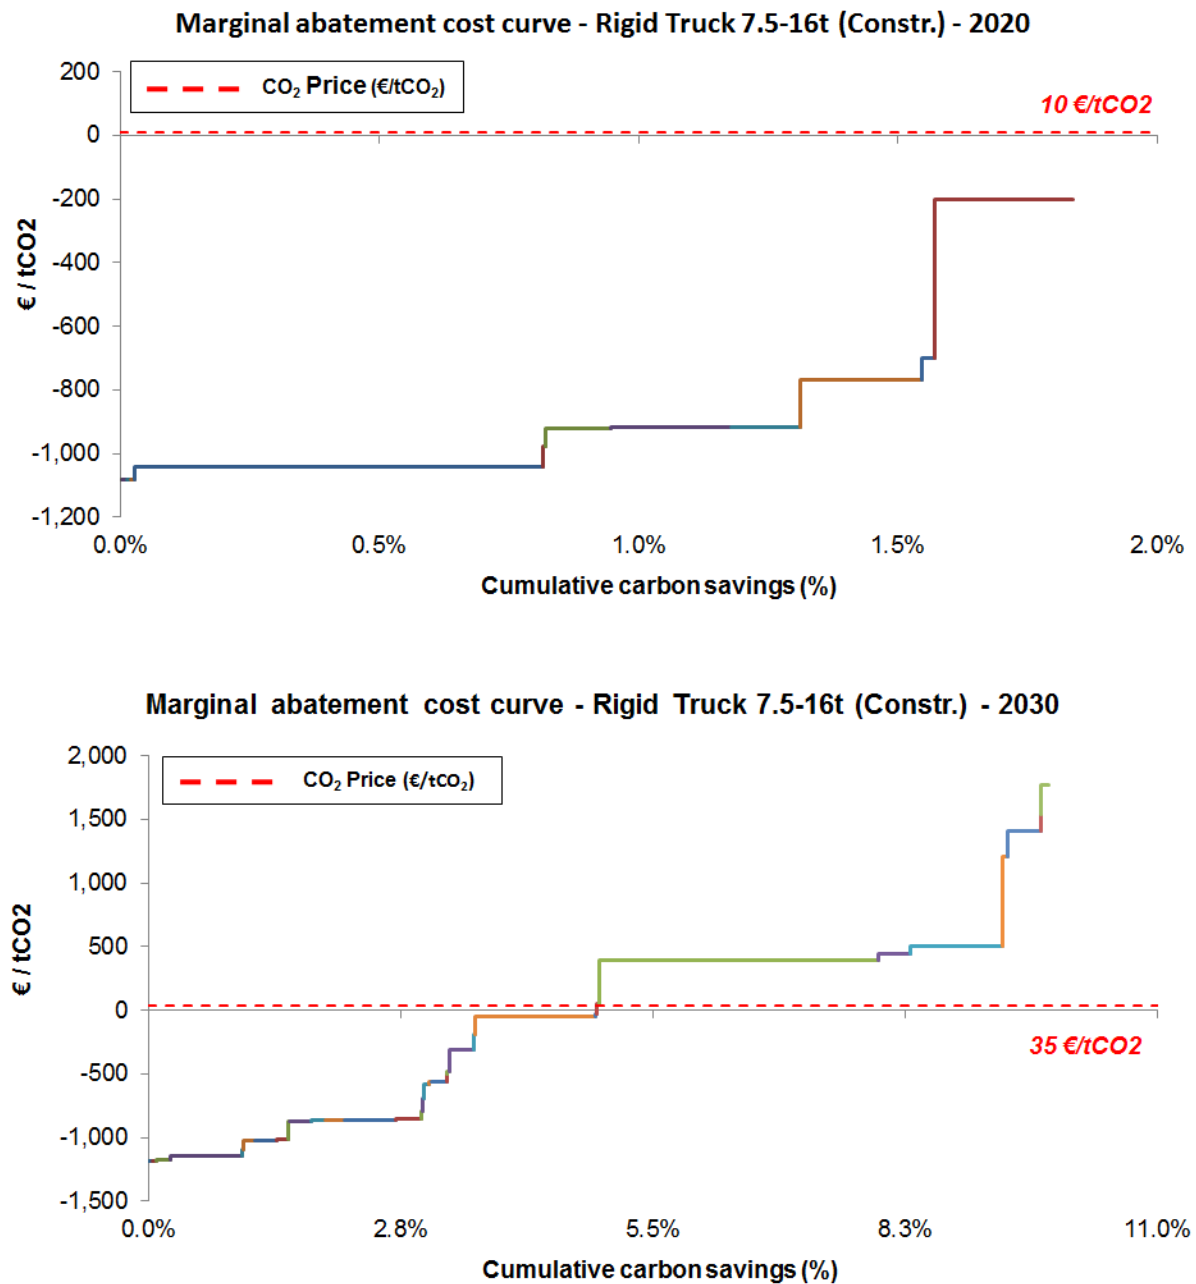 Marginal abatement cost curve - Rigid Truck 7.5-16t (Constr.) - 2020
200
CO₂ Price (€/tCO₂)
10 €/tCO2
0
-200
-400
-600
-800
-1,000
-1,200
€ / tCO2
0.0% 0.5% 1.0% 1.5% 2.0%
Cumulative carbon savings (%)
Marginal abatement cost curve - Rigid Truck 7.5-16t (Constr.) - 2030
2,000
CO₂ Price (€/tCO₂)
1,500
1,000
500
0
35 €/tCO2
-500
-1,000
-1,500
€ / tCO2
0.0% 2.8% 5.5% 8.3% 11.0%
Cumulative carbon savings (%)